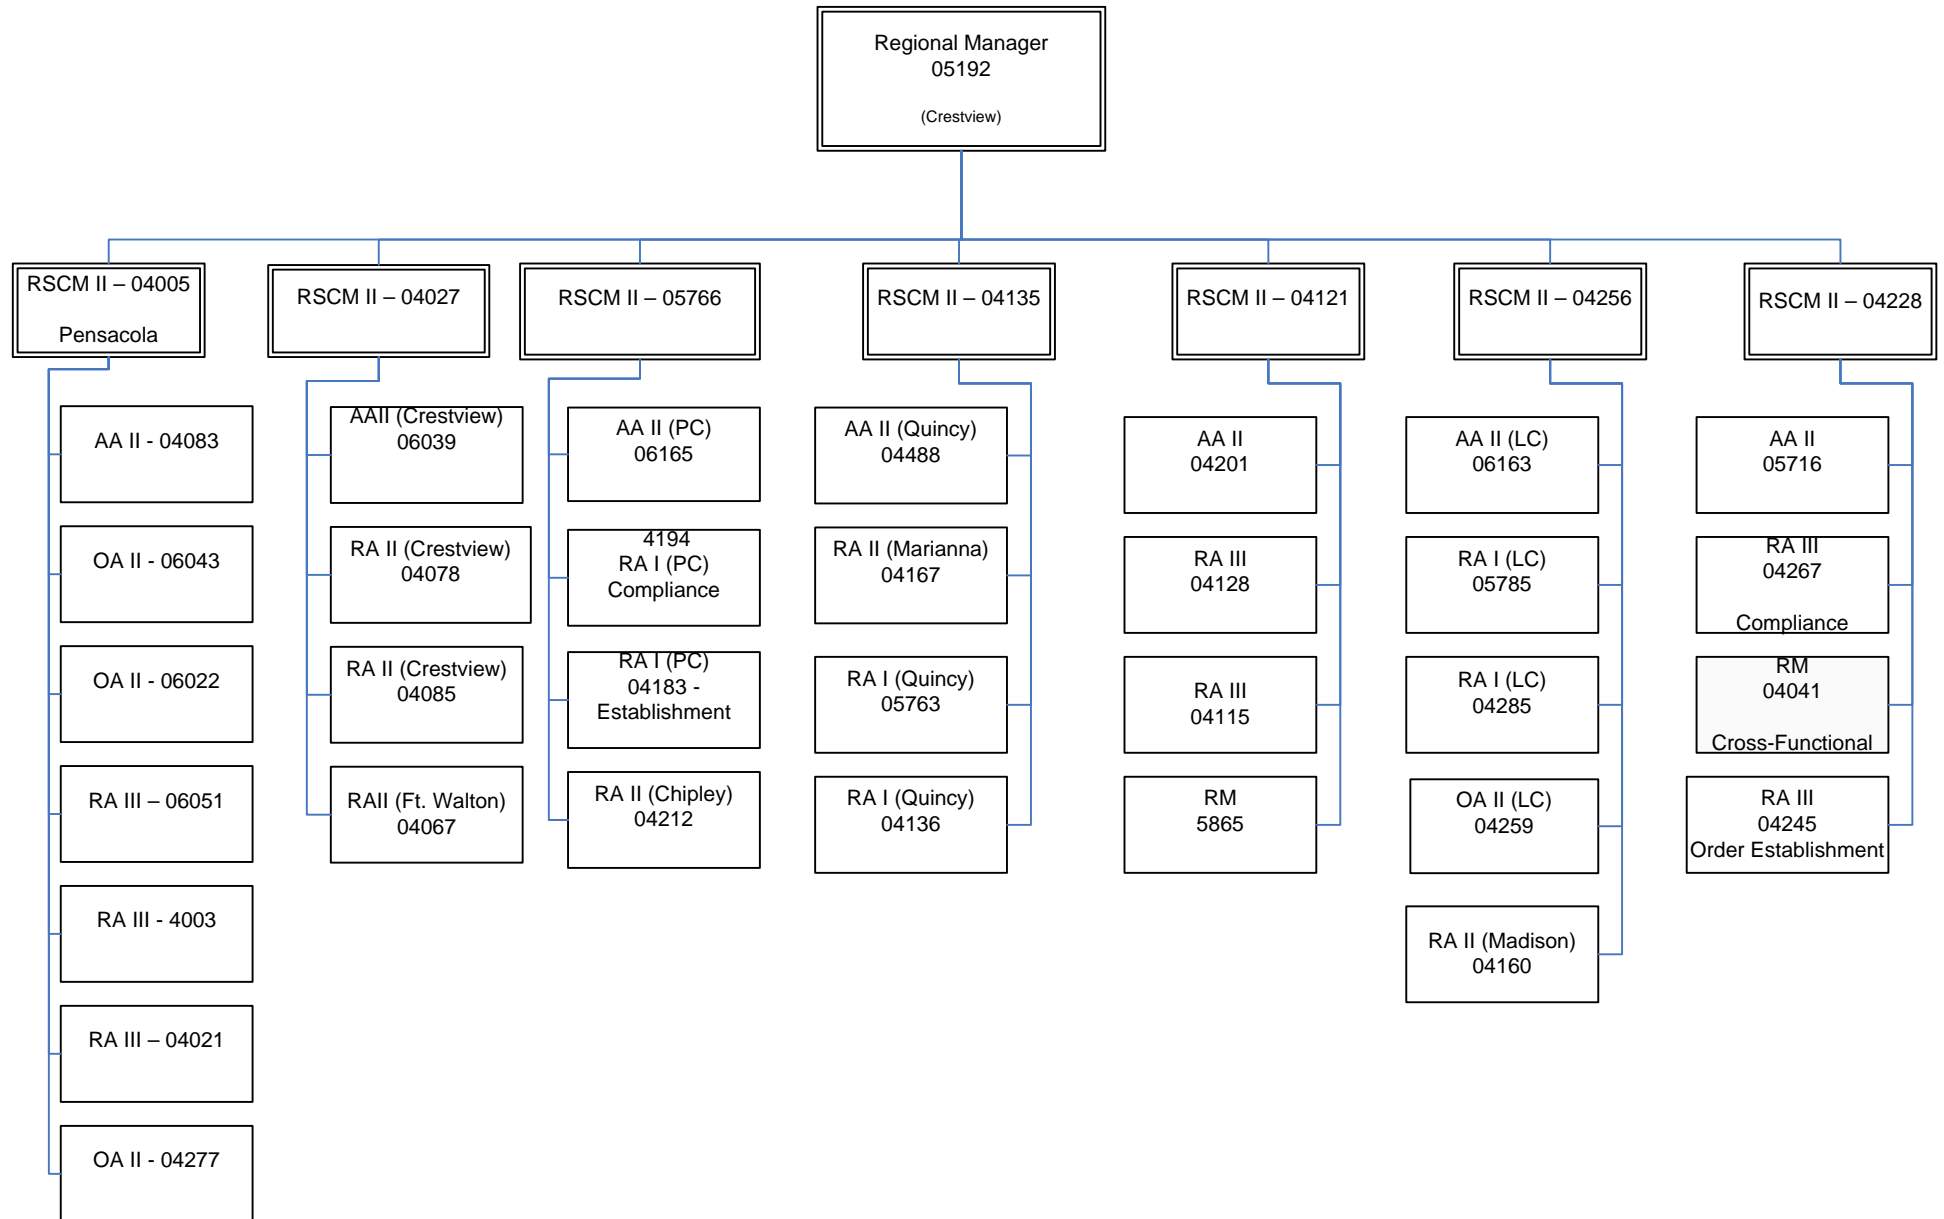 Regional Manager
05192
(Crestview)
RSCM II – 04005
Pensacola
RSCM II – 04027
RSCM II – 05766
RSCM II – 04135
RSCM II – 04121
RSCM II – 04256
RSCM II – 04228
AA II - 04083
OA II - 06043
OA II - 06022
RA III – 06051
RA III - 4003
RA III – 04021
OA II - 04277
AAII (Crestview)
06039
RA II (Crestview)
04078
RA II (Crestview)
04085
RAII (Ft. Walton)
04067
AA II (PC)
06165
4194
RA I (PC)
Compliance
RA I (PC)
04183 -
Establishment
RA II (Chipley)
04212
AA II (Quincy)
04488
RA II (Marianna)
04167
RA I (Quincy)
05763
RA I (Quincy)
04136
AA II
04201
RA III
04128
RA III
04115
RM
5865
AA II (LC)
06163
RA I (LC)
05785
RA I (LC)
04285
OA II (LC)
04259
RA II (Madison)
04160
AA II
05716
RA III
04267
Compliance
RM
04041
Cross-Functional
RA III
04245
Order Establishment